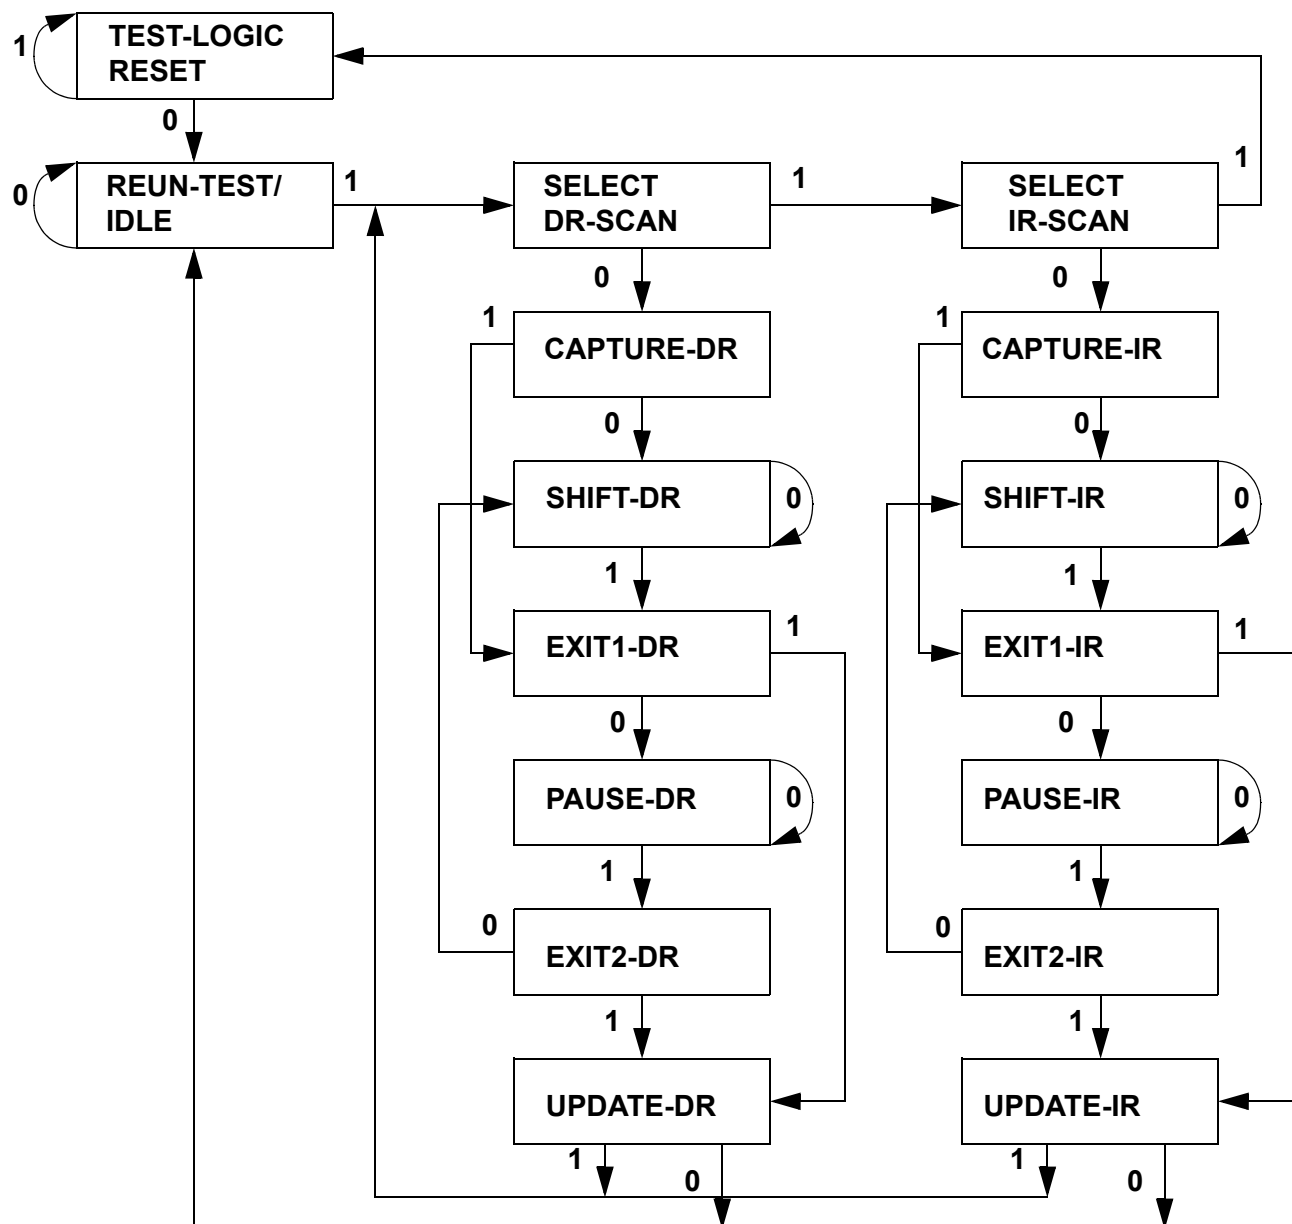 1
TEST-LOGIC
RESET
0
0
REUN-TEST/
IDLE
1
SELECT
DR-SCAN
1
SELECT
IR-SCAN
1
0
0
1
CAPTURE-DR
1
CAPTURE-IR
0
0
SHIFT-DR
0
SHIFT-IR
0
1
1
EXIT1-DR
1
EXIT1-IR
1
0
0
PAUSE-DR
0
PAUSE-IR
0
1
1
0
EXIT2-DR
0
EXIT2-IR
1
1
UPDATE-DR
UPDATE-IR
1
0
1
0